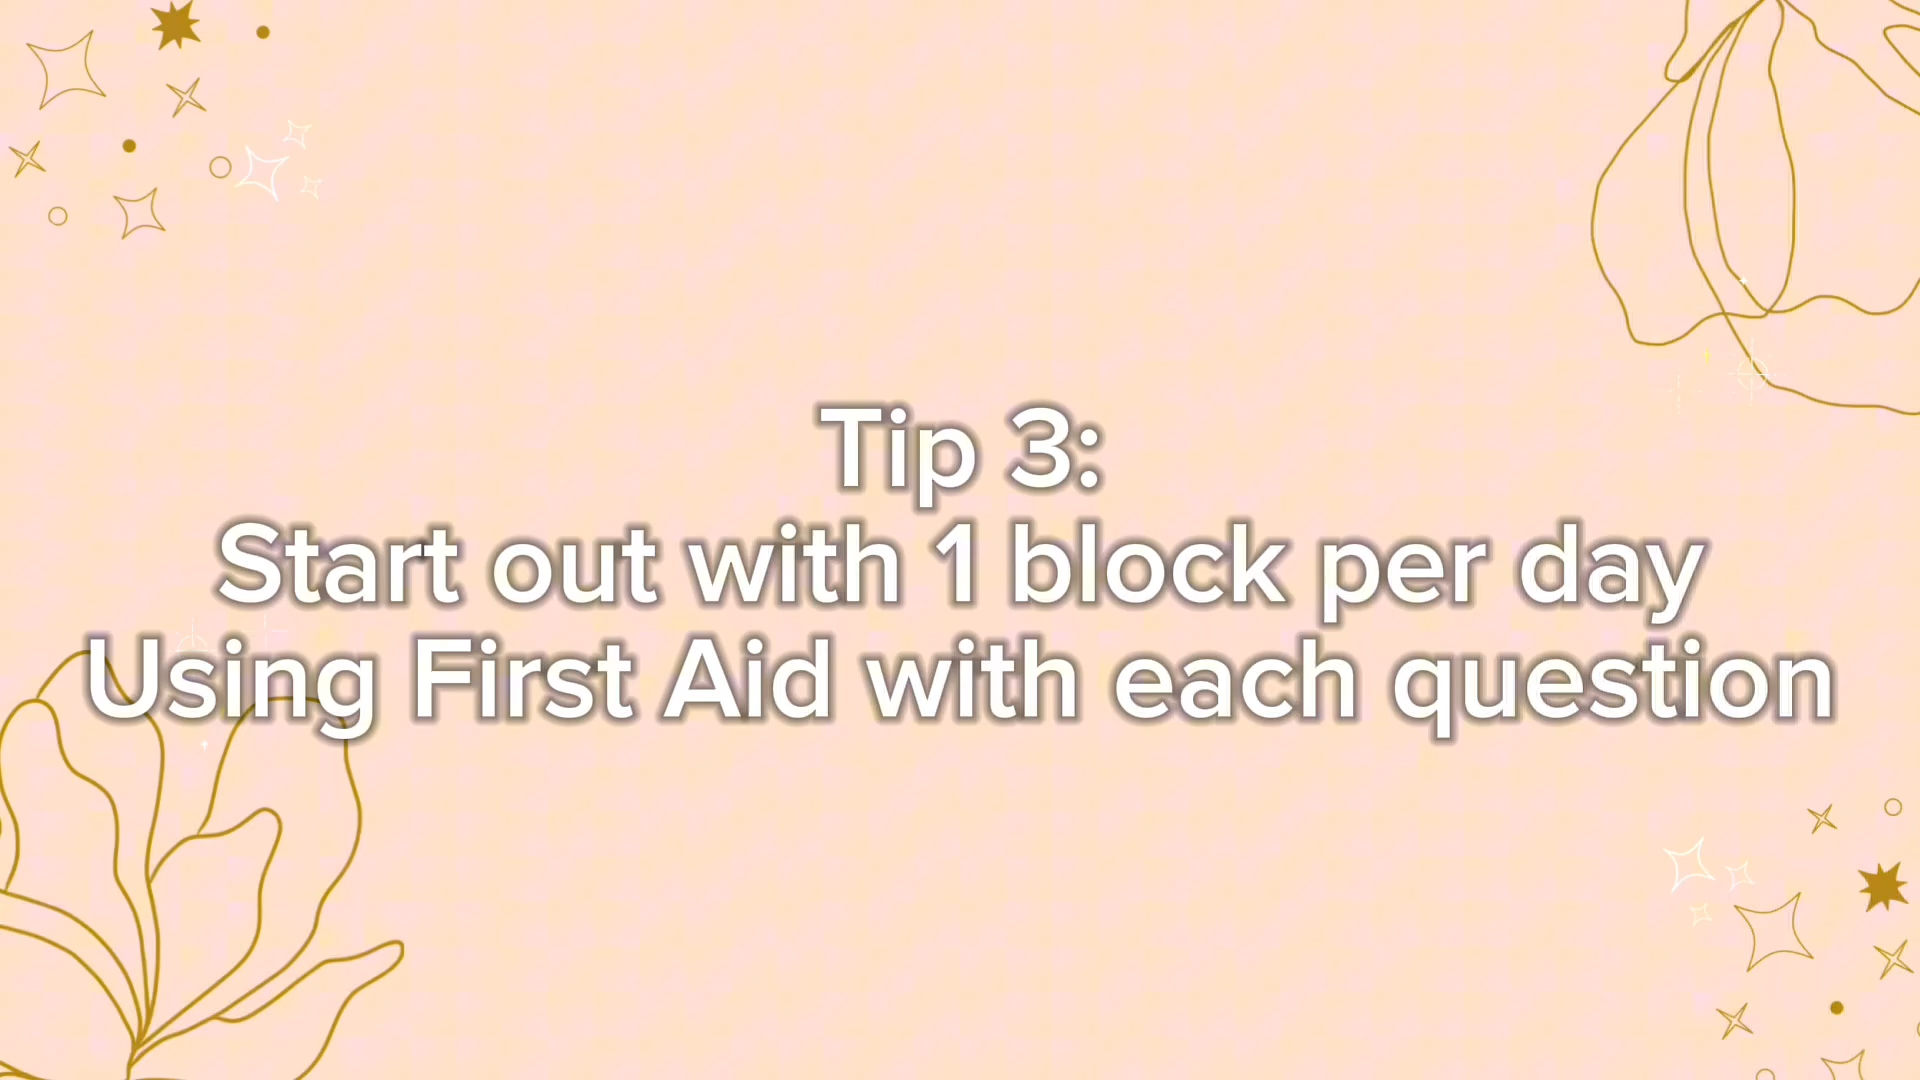 Tip 3:
Start out with 1 block per day
Using First Aid with each question